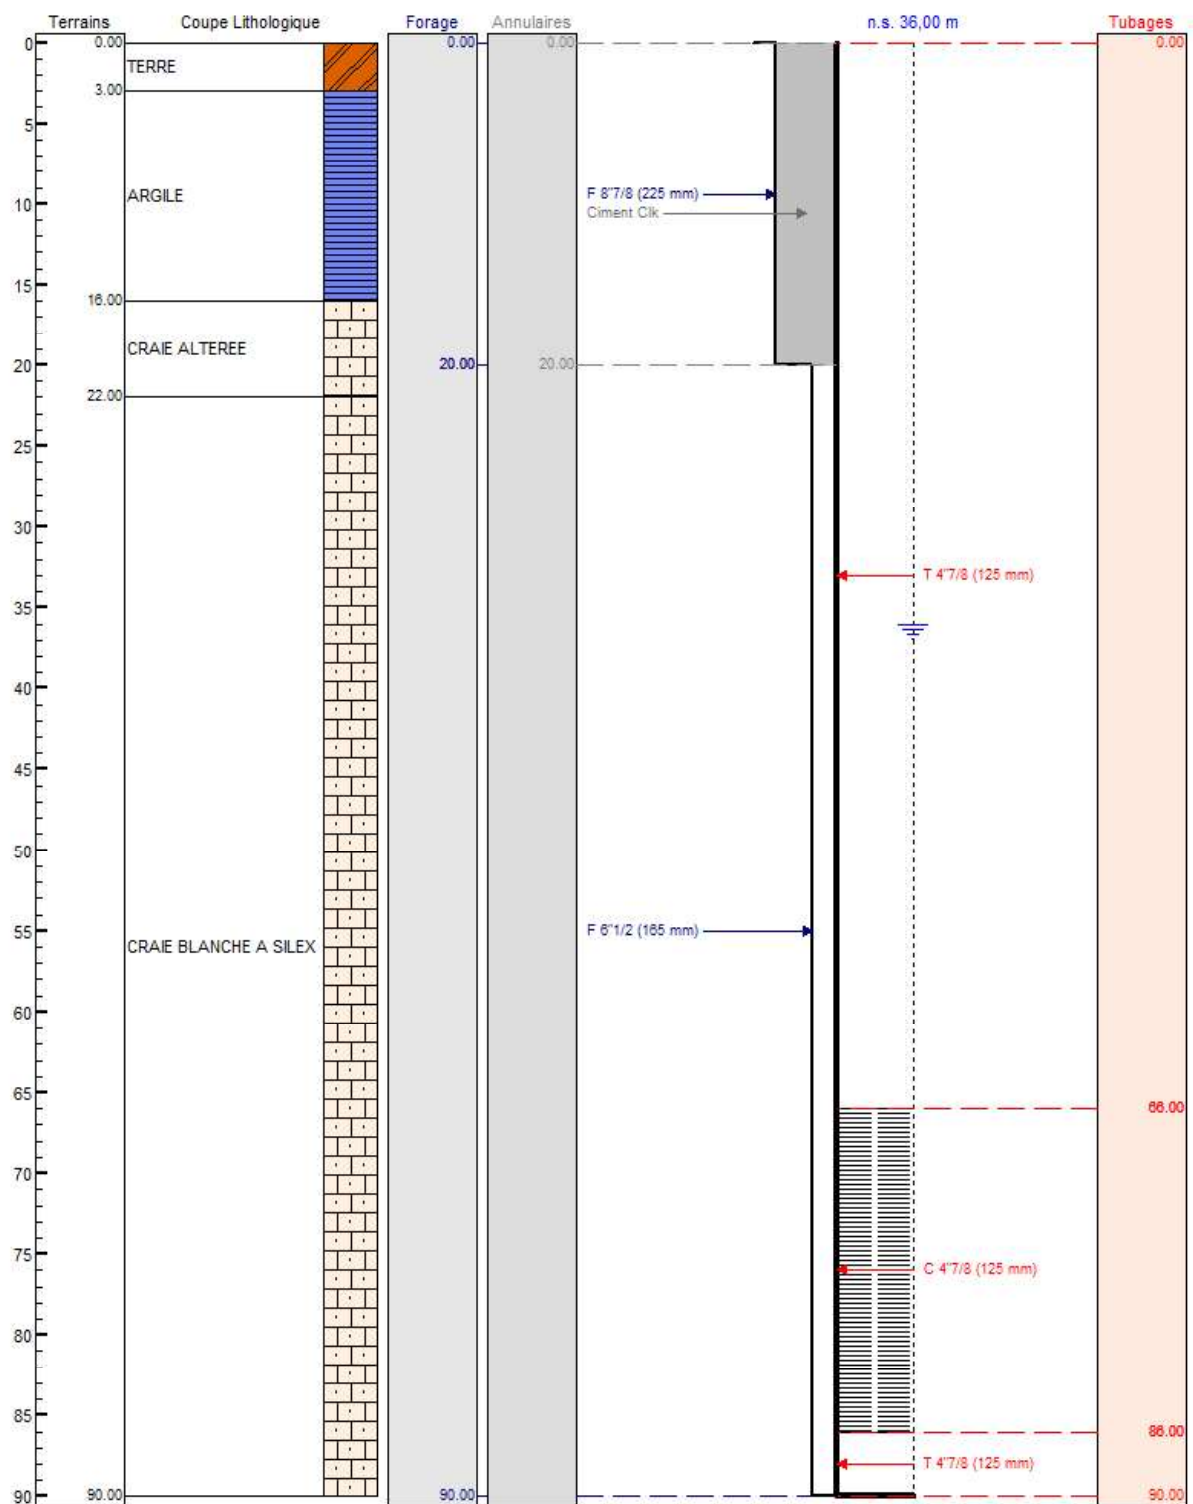 Terrains Coupe Lithologique Forage Annulaires n.s. 36,00 m Tubages
0 0.00 0.00 0.00 0.00
TERRE
3.00
5
F 8"7/8 (225 mm)
ARGILE
10
Ciment Clk
15
16.00
CRAIE ALTEREE
20 20.00 20.00
22.00
25
30
T 4"7/8 (125 mm)
35
40
45
50
55 F 6"1/2 (165 mm)
CRAIE BLANCHE A SILEX
60
65
66.00
70
75
C 4"7/8 (125 mm)
80
85
86.00
T 4"7/8 (125 mm)
90 90.00 90.00 90.00